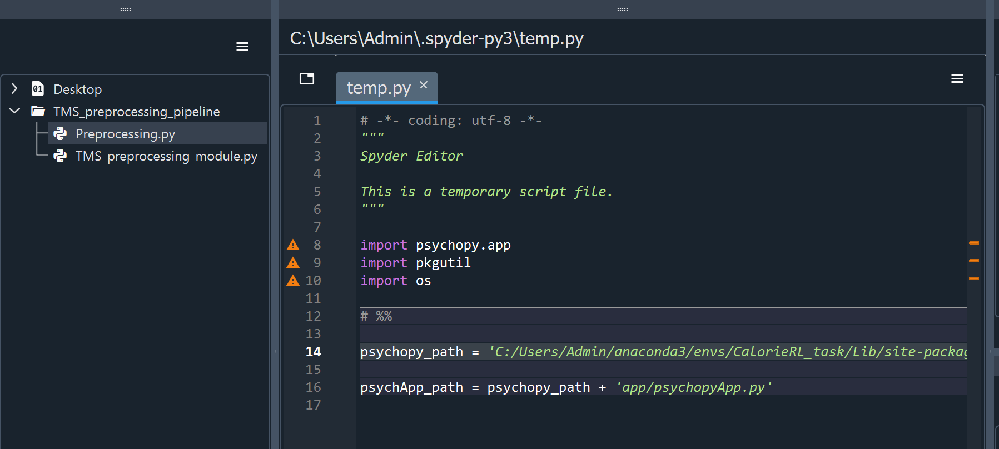 C:\Users\Admin\.spyder-py3\temp.py
Desktop
TMS_preprocessing_pipeline
Preprocessing.py
TMS_preprocessing_module.py
temp.py
1 # -*- coding: utf-8 -*-
2 """
3 Spyder Editor
4
5 This is a temporary script file.
6 """
7
8 import psychopy.app
9 import pkgutil
10 import os
11
12 # %%
13
14 psychopy_path = 'C:/Users/Admin/anaconda3/envs/CalorieRL_task/Lib/site-packag
15
16 psychApp_path = psychopy_path + 'app/psychopyApp.py'
17